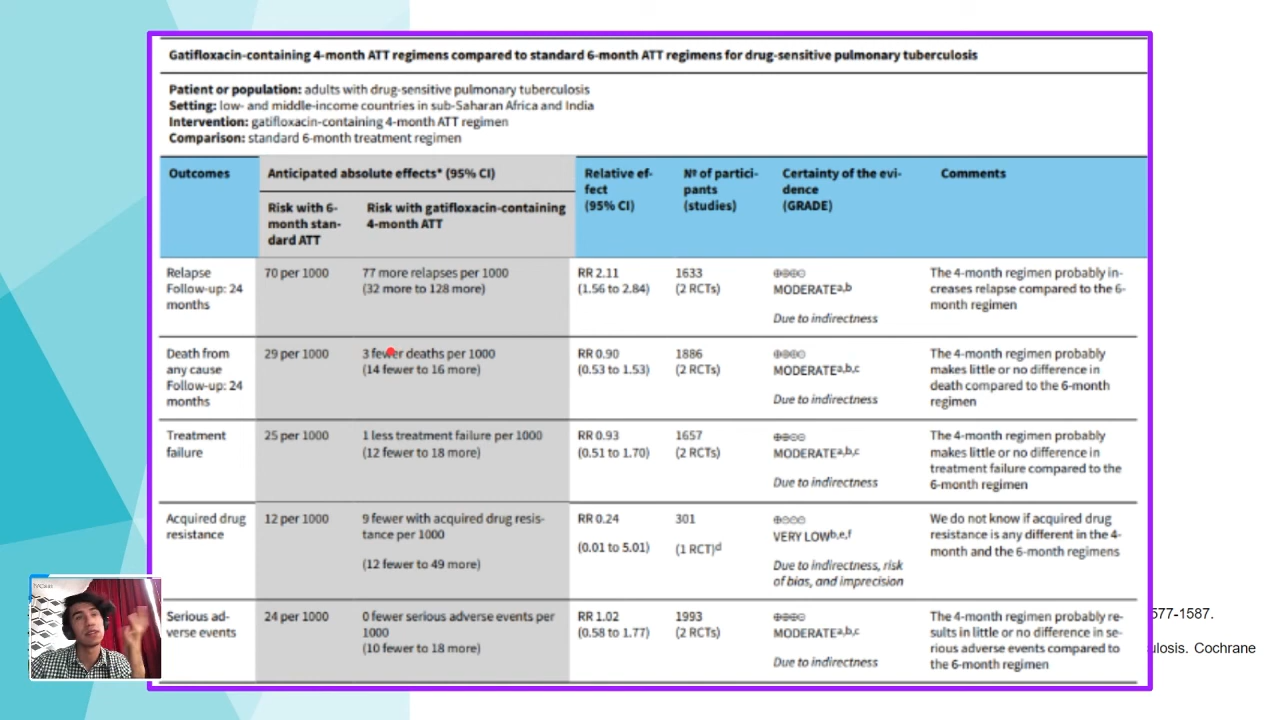 Gatifloxacin-containing 4-month ATT regimens compared to standard 6-month ATT regimens for drug-sensitive pulmonary tuberculosis
Patient or population: adults with drug-sensitive pulmonary tuberculosis
Setting: low- and middle-income countries in sub-Saharan Africa and India
Intervention: gatifloxacin-containing 4-month ATT regimen
Comparison: standard 6-month treatment regimen
Outcomes
Anticipated absolute effects* (95% CI)
Risk with 6-
month stan-
dard ATT
Risk with gatifloxacin-containing
4-month ATT
Relative ef-
fect
(95% CI)
Nº of partici-
pants
(studies)
Certainty of the evi-
dence
(GRADE)
Comments
Relapse
Follow-up: 24
months
70 per 1000
77 more relapses per 1000
(32 more to 128 more)
RR 2.11
(1.56 to 2.84)
1633
(2 RCTs)
MODERATEa,b
Due to indirectness
The 4-month regimen probably in-
creases relapse compared to the 6-
month regimen
Death from
any cause
Follow-up: 24
months
29 per 1000
3 fewer deaths per 1000
(14 fewer to 16 more)
RR 0.90
(0.53 to 1.53)
1886
(2 RCTs)
MODERATEa,b,c
Due to indirectness
The 4-month regimen probably
makes little or no difference in
death compared to the 6-month
regimen
Treatment
failure
25 per 1000
1 less treatment failure per 1000
(12 fewer to 18 more)
RR 0.93
(0.51 to 1.70)
1657
(2 RCTs)
MODERATEa,b,c
Due to indirectness
The 4-month regimen probably
makes little or no difference in
treatment failure compared to the
6-month regimen
Acquired drug
resistance
12 per 1000
9 fewer with acquired drug resis-
tance per 1000
(12 fewer to 49 more)
RR 0.24
(0.01 to 5.01)
301
(1 RCT)d
VERY LOWb,e,f
Due to indirectness, risk
of bias, and imprecision
We do not know if acquired drug
resistance is any different in the 4-
month and the 6-month regimens
Serious ad-
verse events
24 per 1000
0 fewer serious adverse events per
1000
(10 fewer to 18 more)
RR 1.02
(0.58 to 1.77)
1993
(2 RCTs)
MODERATEa,b,c
Due to indirectness
The 4-month regimen probably re-
sults in little or no difference in se-
rious adverse events compared to
the 6-month regimen
577-1587.
ulosis. Cochrane